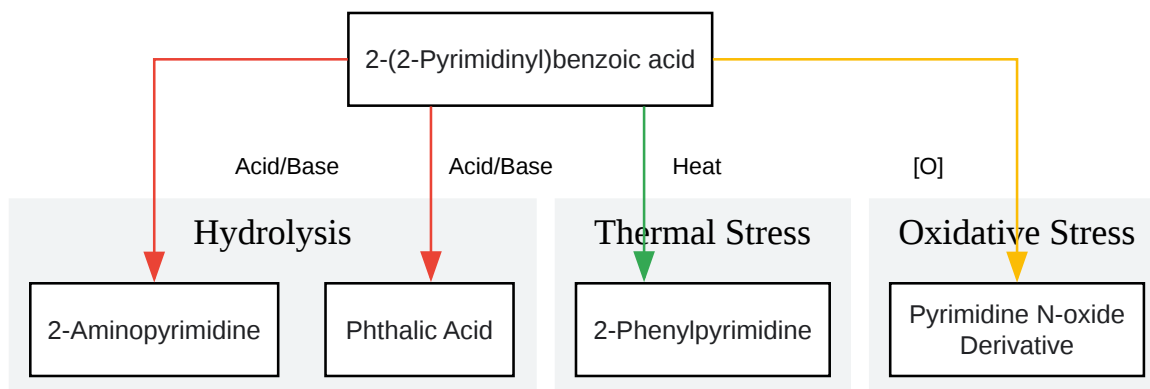 2-(2-Pyrimidinyl)benzoic acid
Acid/Base
Acid/Base
Heat
[O]
Hydrolysis
Thermal Stress
Oxidative Stress
2-Aminopyrimidine
Phthalic Acid
2-Phenylpyrimidine
Pyrimidine N-oxide
Derivative